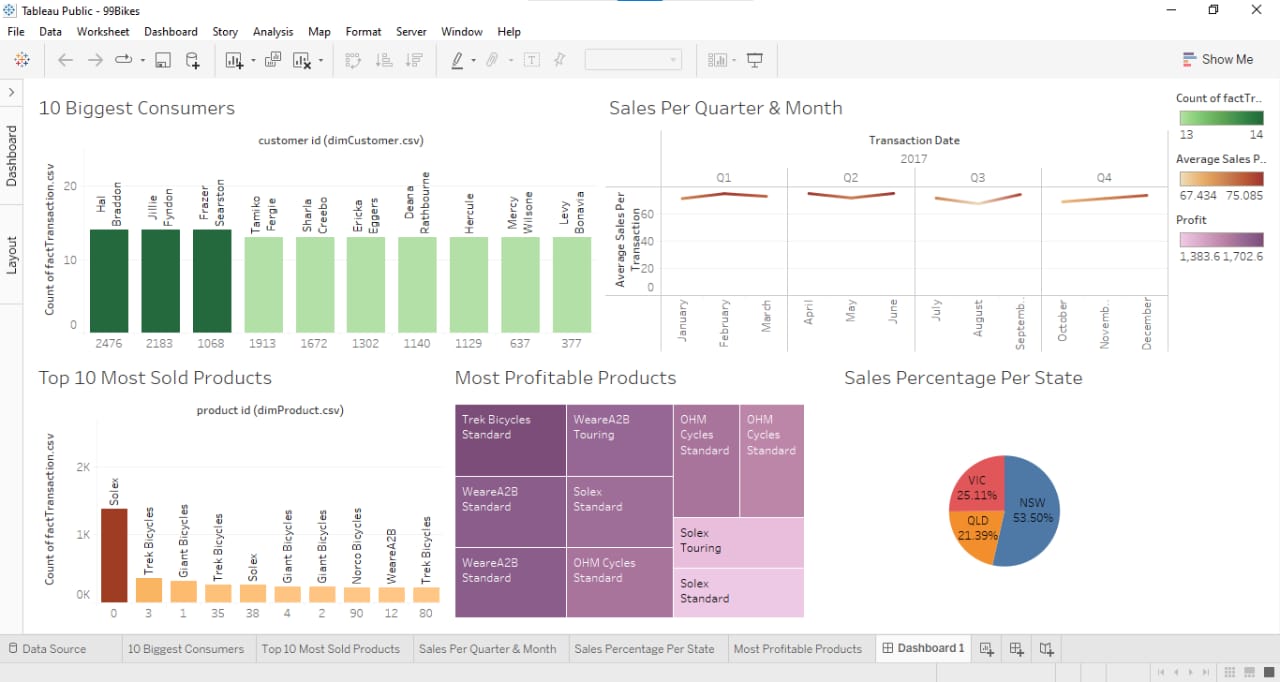 Tableau Public - 99Bikes
File Data Worksheet Dashboard Story Analysis Map Format Server Window Help
Show Me
Dashboard
Layout
10 Biggest Consumers
customer id (dimCustomer.csv)
Count of factTransaction.csv
20
10
0
Hal
Braddon
Jillie
Fyndon
Frazer
Searston
Tamiko
Fergie
Sharla
Creebo
Ericka
Eggers
Deana
Rathbourne
Hercule
Mercy
Wilsone
Levy
Bonavia
2476 2183 1068 1913 1672 1302 1140 1129 637 377
Sales Per Quarter & Month
Transaction Date
2017
Q1 Q2 Q3 Q4
Average Sales Per
Transaction
60
40
20
0
January
February
March
April
May
June
July
August
Septemb..
October
Novemb..
December
Count of factTr..
13 14
Average Sales P..
67.434 75.085
Profit
1,383.6 1,702.6
Top 10 Most Sold Products
product id (dimProduct.csv)
Count of factTransaction.csv
2K
1K
0K
Solex
Trek Bicycles
Giant Bicycles
Trek Bicycles
Solex
Giant Bicycles
Giant Bicycles
Norco Bicycles
WeareA2B
Trek Bicycles
0 3 1 35 38 4 2 90 12 80
Most Profitable Products
Trek Bicycles
Standard
WeareA2B
Standard
WeareA2B
Standard
WeareA2B
Touring
Solex
Standard
OHM Cycles
Standard
OHM
Cycles
Standard
OHM
Cycles
Standard
Solex
Touring
Solex
Standard
Sales Percentage Per State
VIC
25.11%
NSW
53.50%
QLD
21.39%
Data Source 10 Biggest Consumers Top 10 Most Sold Products Sales Per Quarter & Month Sales Percentage Per State Most Profitable Products Dashboard 1